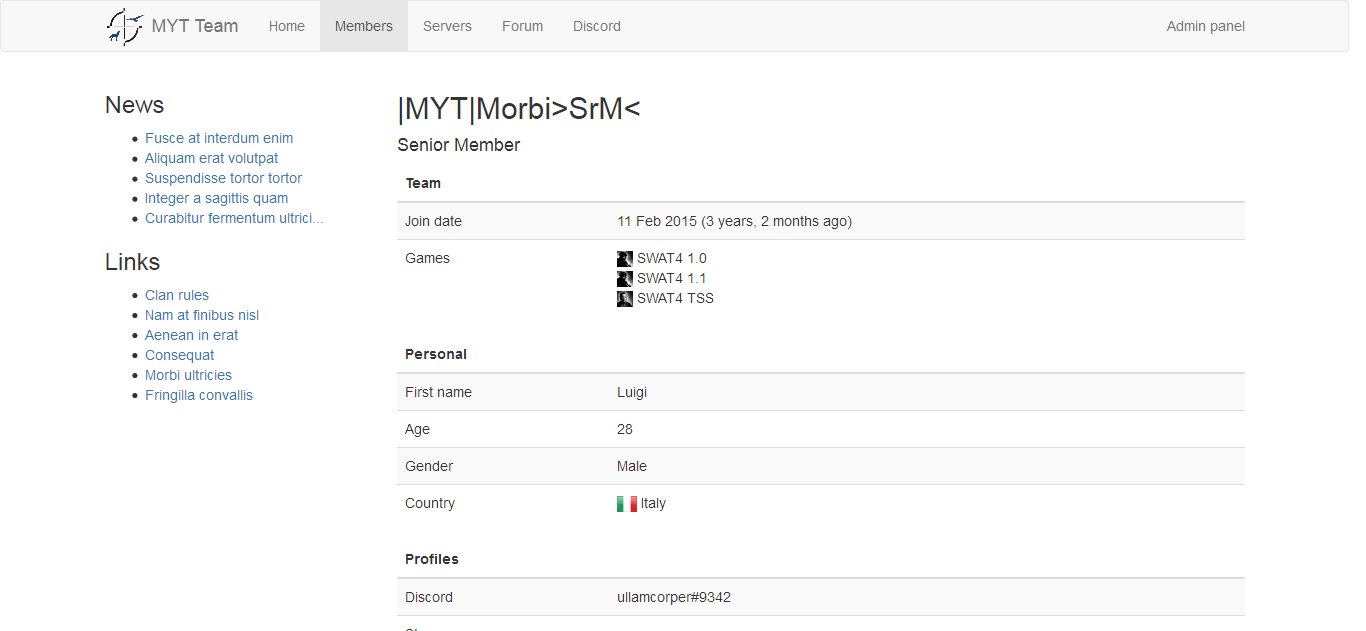 MYT Team Home Members Servers Forum Discord Admin panel
News
Fusce at interdum enim
Aliquam erat volutpat
Suspendisse tortor tortor
Integer a sagittis quam
Curabitur fermentum ultrici...
Links
Clan rules
Nam at finibus nisl
Aenean in erat
Consequat
Morbi ultricies
Fringilla convallis
|MYT|Morbi>SrM<
Senior Member
Team
Join date 11 Feb 2015 (3 years, 2 months ago)
Games SWAT4 1.0
SWAT4 1.1
SWAT4 TSS
Personal
First name Luigi
Age 28
Gender Male
Country Italy
Profiles
Discord ullamcorper#9342